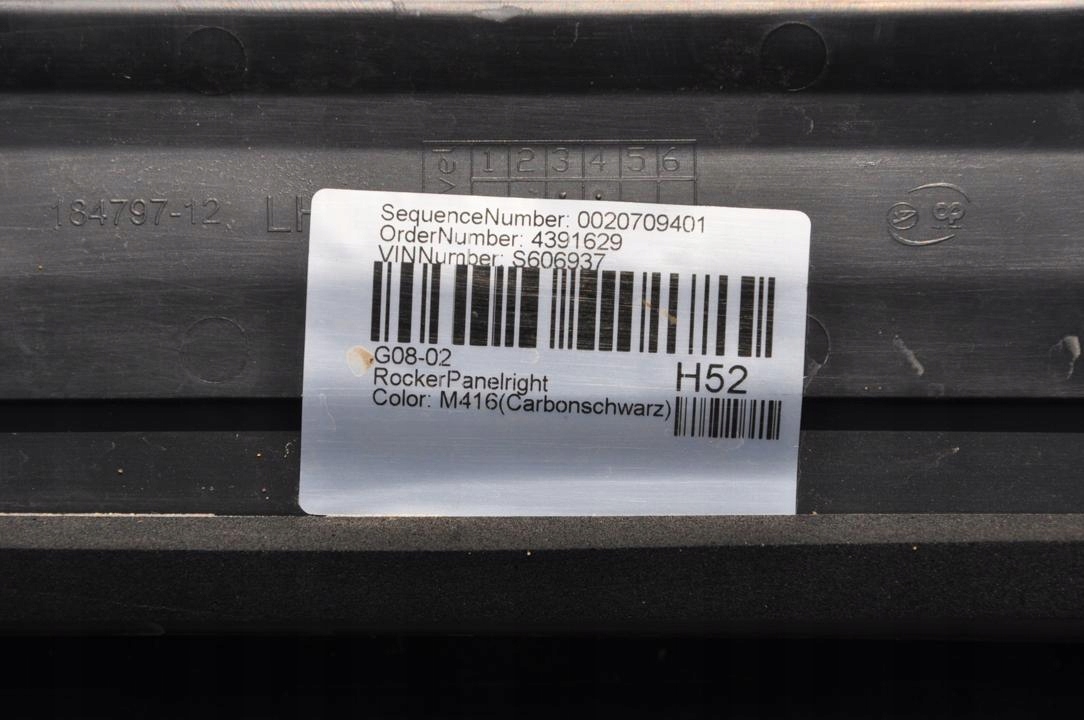 vel 1 2 3 4 5 6
184797-12 LH
SequenceNumber: 0020709401
OrderNumber: 4391629
VINNumber: S606937
G08-02
RockerPanelright
H52
Color: M416(Carbonschwarz)